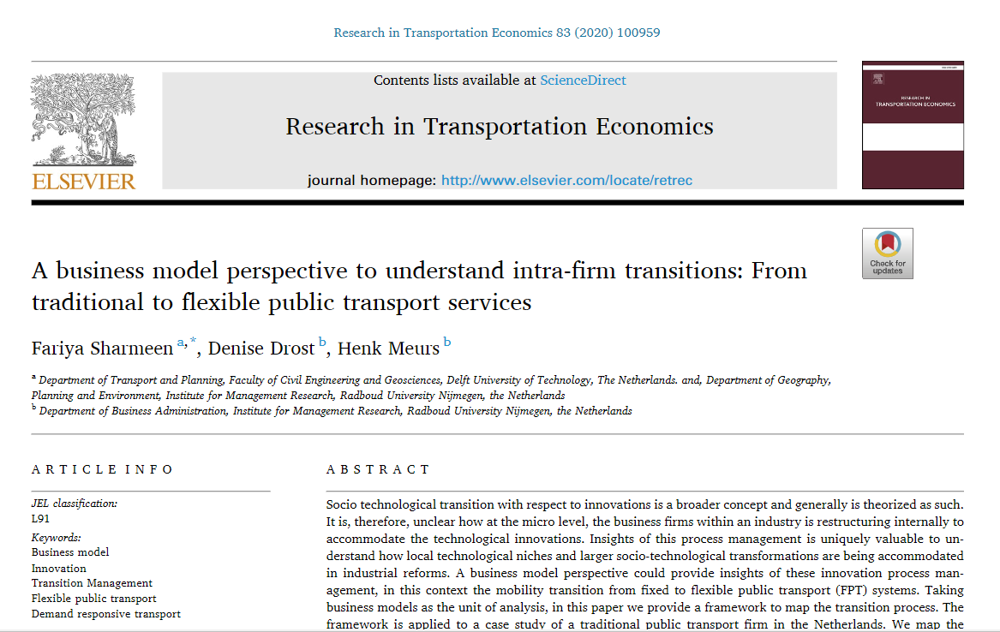 Research in Transportation Economics 83 (2020) 100959
Contents lists available at ScienceDirect
Research in Transportation Economics
journal homepage: http://www.elsevier.com/locate/retrec
ELSEVIER
RESEARCH IN
TRANSPORTATION ECONOMICS
Check for
updates
A business model perspective to understand intra-firm transitions: From
traditional to flexible public transport services
Fariya Sharmeen a,*, Denise Drost b, Henk Meurs b
a Department of Transport and Planning, Faculty of Civil Engineering and Geosciences, Delft University of Technology, The Netherlands. and, Department of Geography,
Planning and Environment, Institute for Management Research, Radboud University Nijmegen, the Netherlands
b Department of Business Administration, Institute for Management Research, Radboud University Nijmegen, the Netherlands
ARTICLE INFO
JEL classification:
L91
Keywords:
Business model
Innovation
Transition Management
Flexible public transport
Demand responsive transport
ABSTRACT
Socio technological transition with respect to innovations is a broader concept and generally is theorized as such.
It is, therefore, unclear how at the micro level, the business firms within an industry is restructuring internally to
accommodate the technological innovations. Insights of this process management is uniquely valuable to un-
derstand how local technological niches and larger socio-technological transformations are being accommodated
in industrial reforms. A business model perspective could provide insights of these innovation process man-
agement, in this context the mobility transition from fixed to flexible public transport (FPT) systems. Taking
business models as the unit of analysis, in this paper we provide a framework to map the transition process. The
framework is applied to a case study of a traditional public transport firm in the Netherlands. We map the